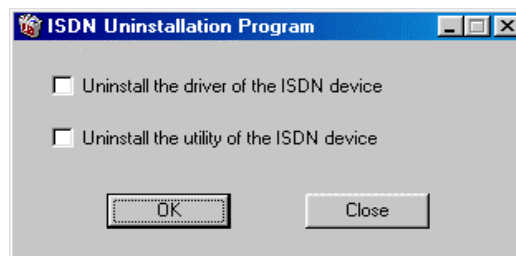 ISDN Uninstallation Program
Uninstall the driver of the ISDN device
Uninstall the utility of the ISDN device
OK
Close